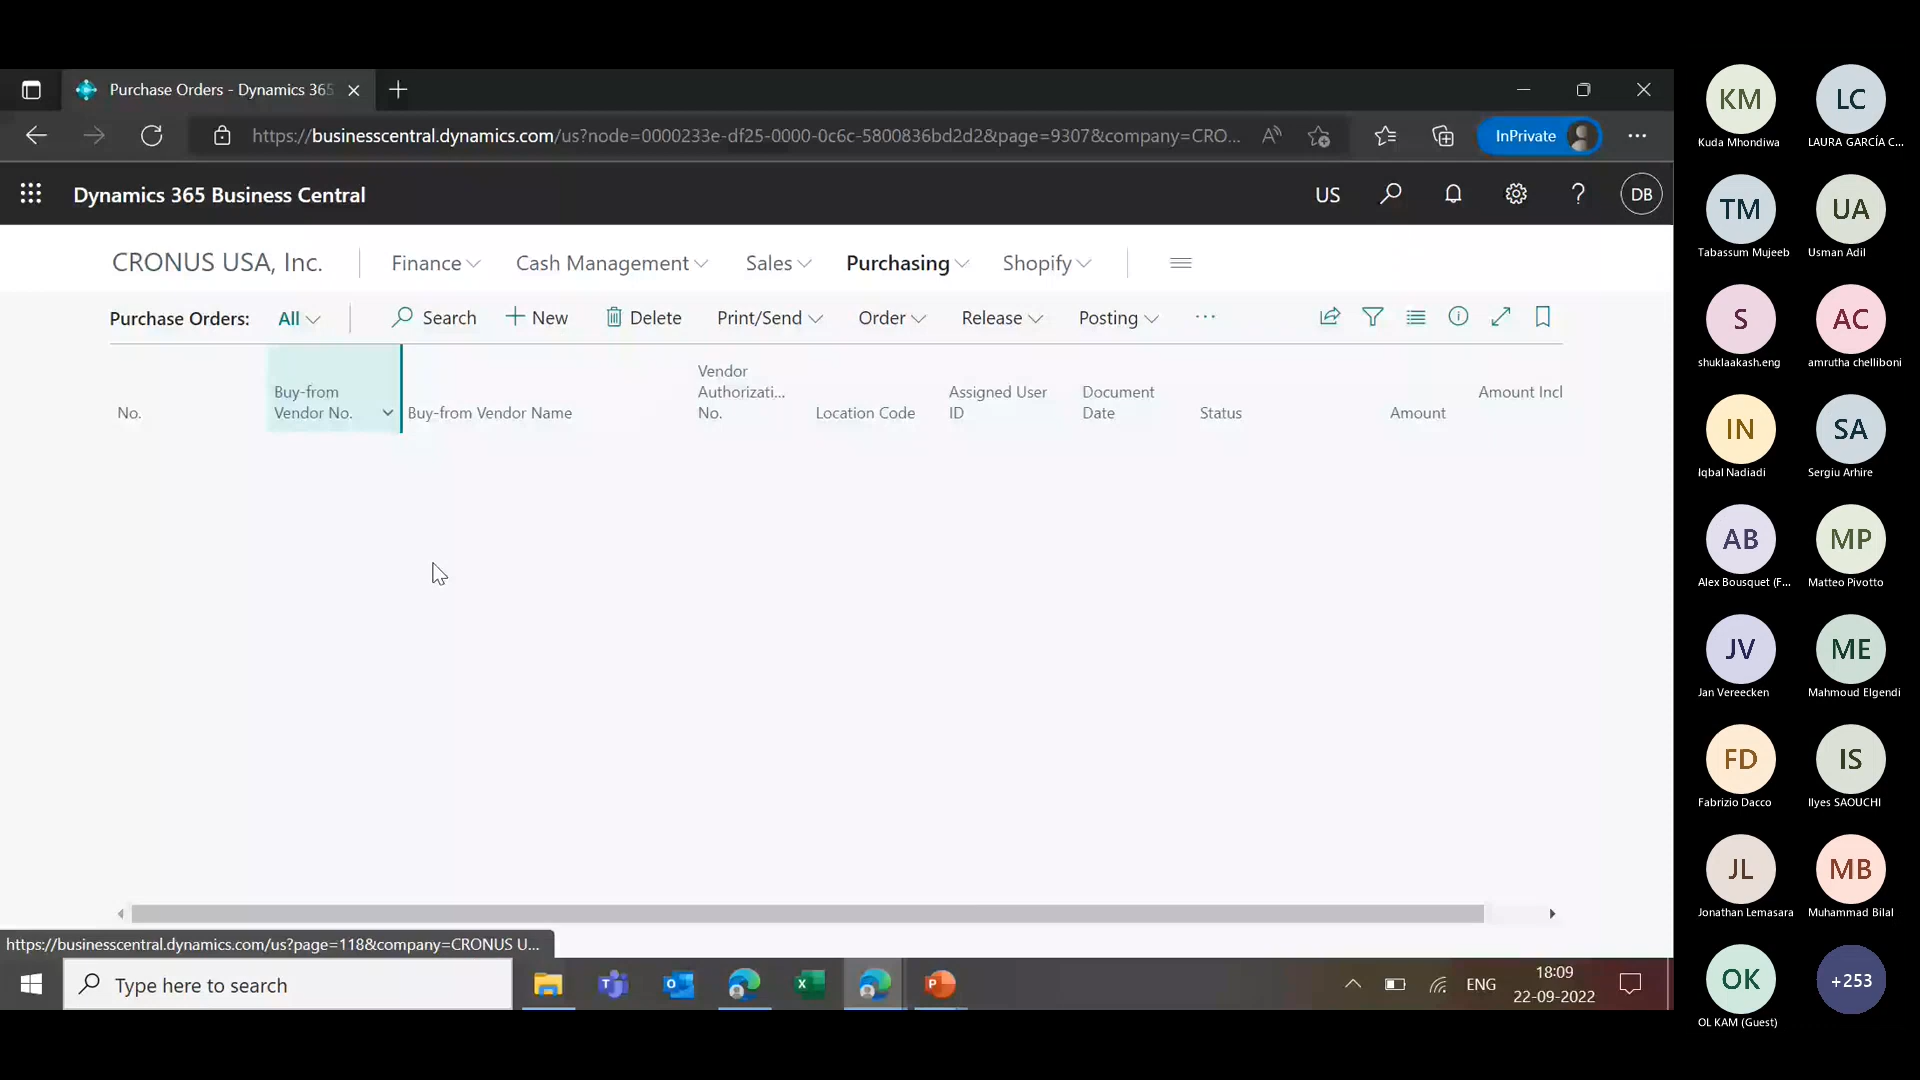 Purchase Orders - Dynamics 365
https://businesscentral.dynamics.com/us?node=0000233e-df25-0000-0c6c-5800836bd2d2&page=9307&company=CRO...
InPrivate
Dynamics 365 Business Central
US
DB
CRONUS USA, Inc.
Finance
Cash Management
Sales
Purchasing
Shopify
Purchase Orders:
All
Search
New
Delete
Print/Send
Order
Release
Posting
No.
Buy-from
Vendor No.
Buy-from Vendor Name
Vendor
Authorizati...
No.
Location Code
Assigned User
ID
Document
Date
Status
Amount
Amount Incl
https://businesscentral.dynamics.com/us?page=118&company=CRONUS U...
Type here to search
ENG
18:09
22-09-2022
KM
Kuda Mhondiwa
LC
LAURA GARCÍA C...
TM
Tabassum Mujeeb
UA
Usman Adil
S
shuklaakash.eng
AC
amrutha chelliboni
IN
Iqbal Nadiadi
SA
Sergiu Arhire
AB
Alex Bousquet (F...
MP
Matteo Pivotto
JV
Jan Vereecken
ME
Mahmoud Elgendi
FD
Fabrizio Dacco
IS
Ilyes SAOUCHI
JL
Jonathan Lemasara
MB
Muhammad Bilal
OK
OL KAM (Guest)
+253